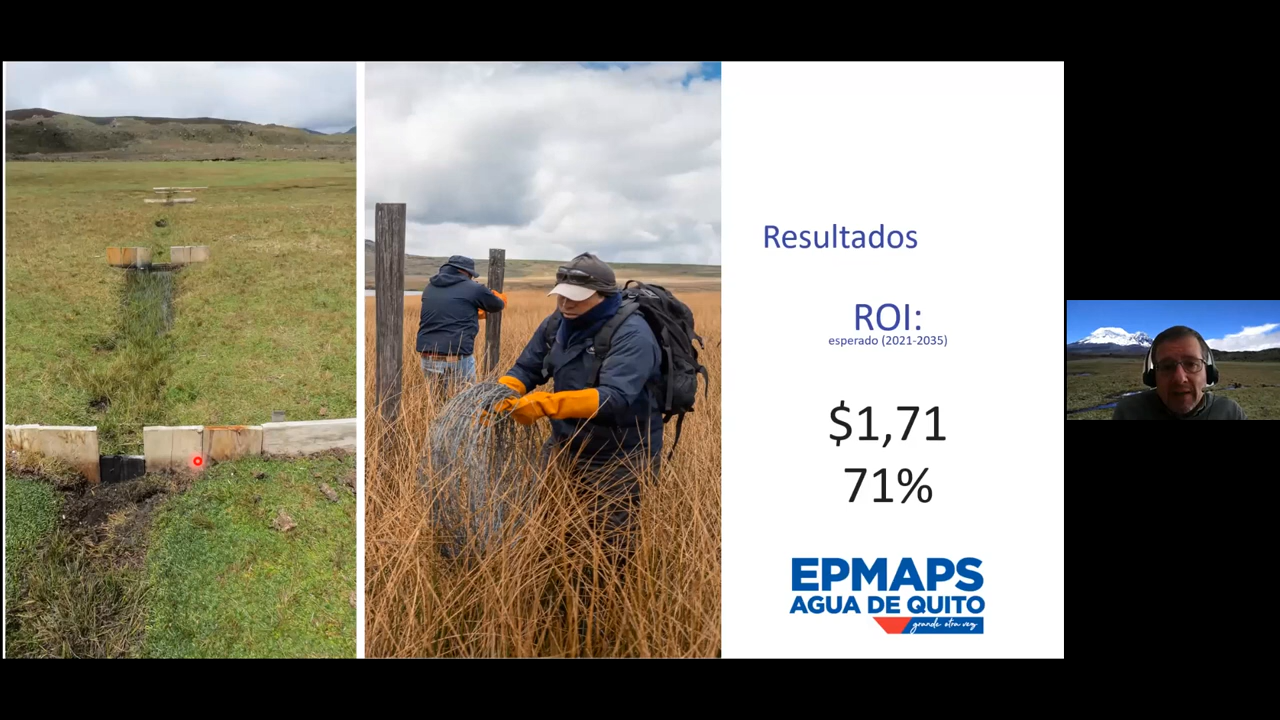 Resultados
ROI:
esperado (2021-2035)
$1,71
71%
EPMAPS
AGUA DE QUITO
grande otra vez